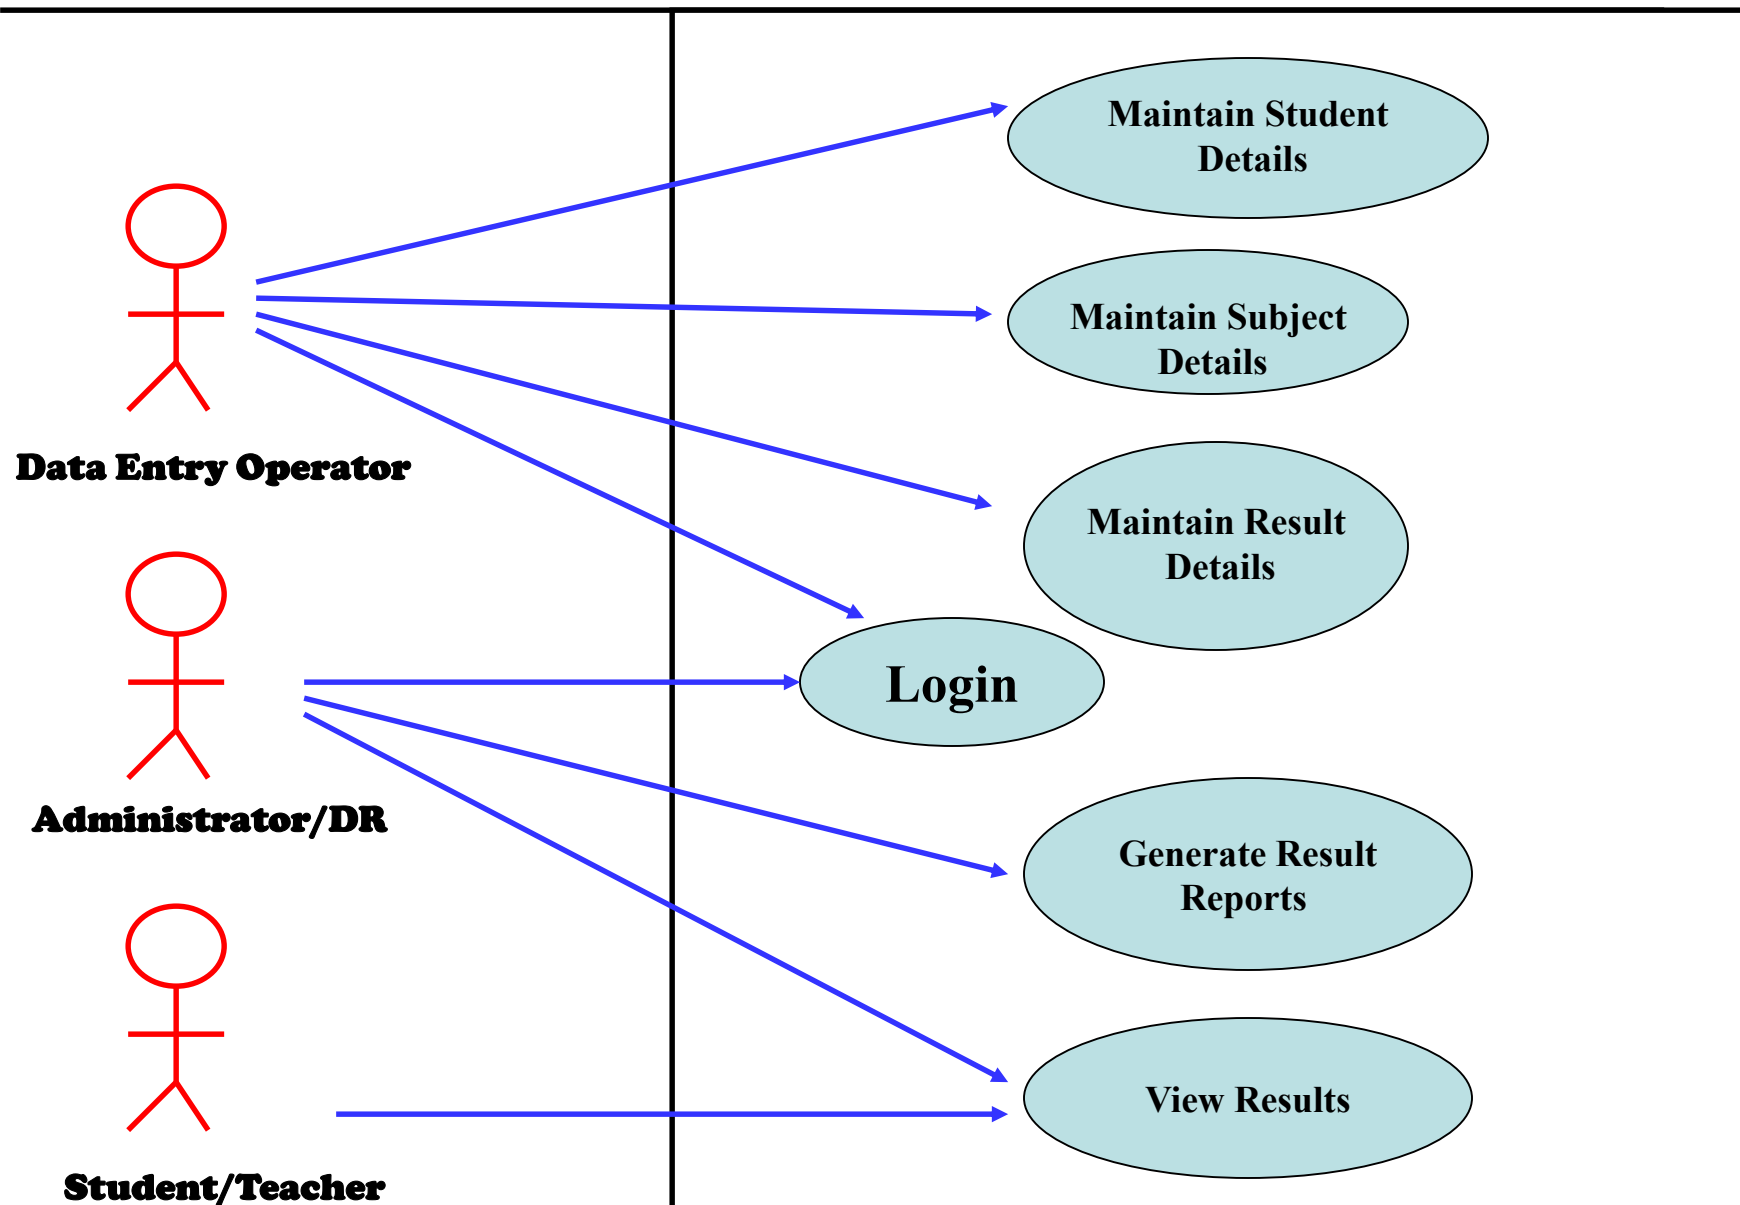 Maintain Student
Details
Maintain Subject
Details
Data Entry Operator
Maintain Result
Details
Login
Administrator/DR
Generate Result
Reports
View Results
Student/Teacher